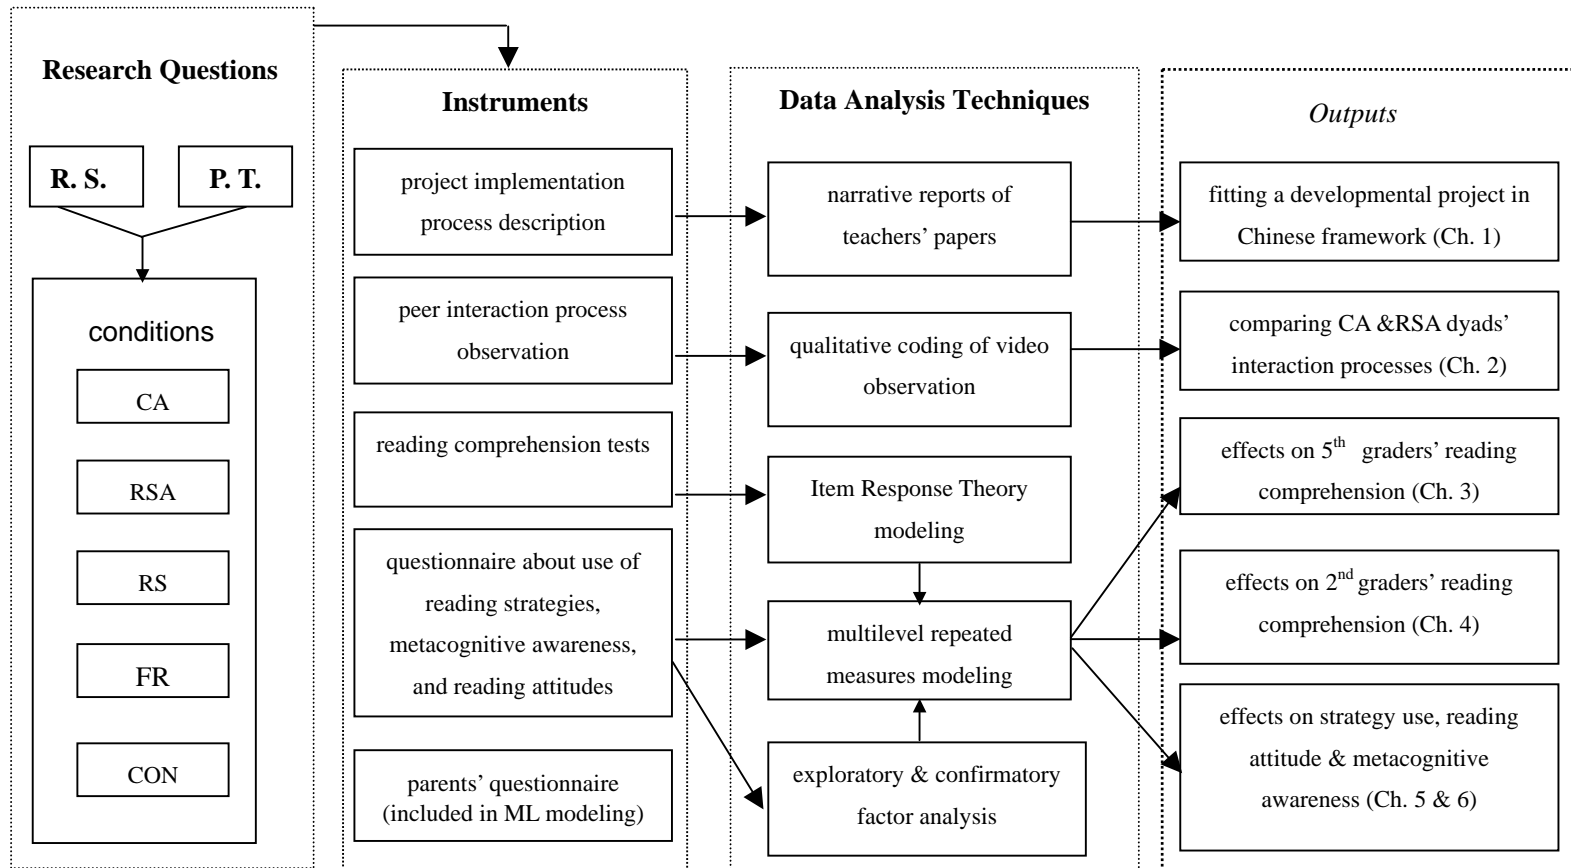 Research Questions
R. S.
P. T.
conditions
CA
RSA
RS
FR
CON
Instruments
project implementation
process description
peer interaction process
observation
reading comprehension tests
questionnaire about use of
reading strategies,
metacognitive awareness,
and reading attitudes
parents’ questionnaire
(included in ML modeling)
Data Analysis Techniques
narrative reports of
teachers’ papers
qualitative coding of video
observation
Item Response Theory
modeling
multilevel repeated
measures modeling
exploratory & confirmatory
factor analysis
Outputs
fitting a developmental project in
Chinese framework (Ch. 1)
comparing CA &RSA dyads’
interaction processes (Ch. 2)
effects on 5th graders’ reading
comprehension (Ch. 3)
effects on 2nd graders’ reading
comprehension (Ch. 4)
effects on strategy use, reading
attitude & metacognitive
awareness (Ch. 5 & 6)